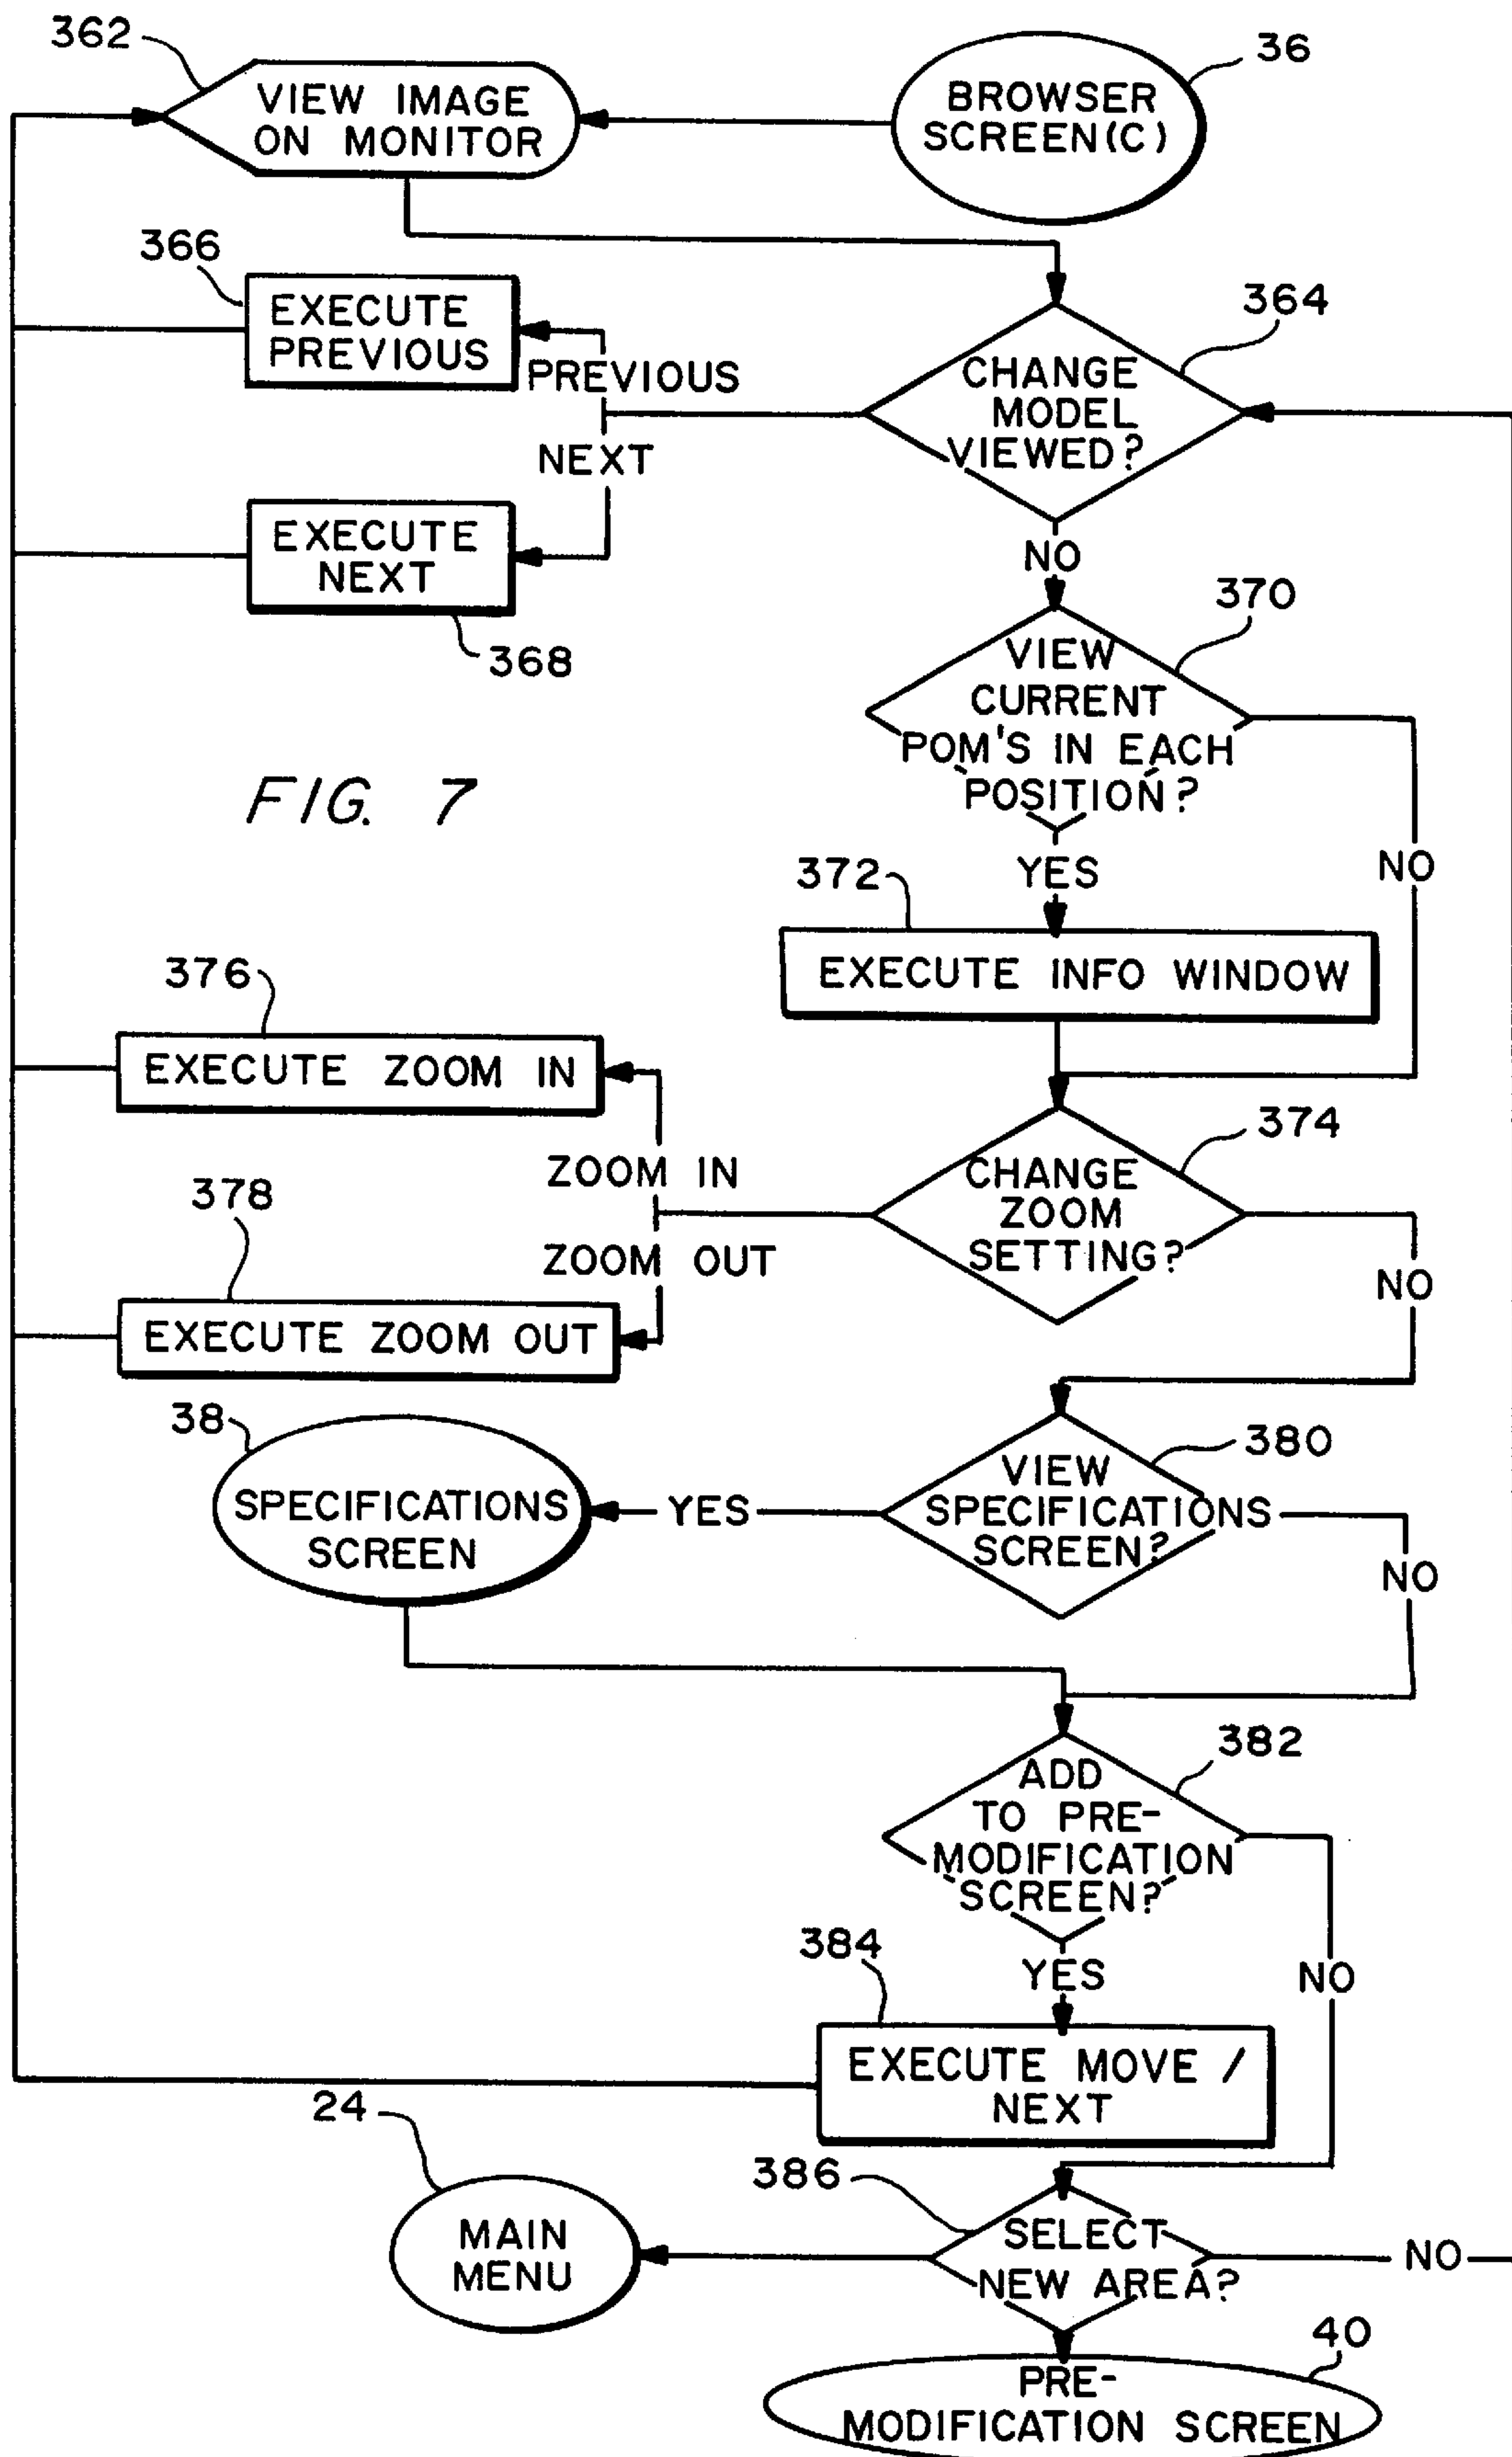 362
36
VIEW IMAGE
ON MONITOR
BROWSER
SCREEN(C)
366
EXECUTE
PREVIOUS
PREVIOUS
364
CHANGE
MODEL
VIEWED?
NEXT
EXECUTE
NEXT
368
NO
370
VIEW
CURRENT
POM'S IN EACH
POSITION?
FIG. 7
NO
YES
372
EXECUTE INFO WINDOW
376
EXECUTE ZOOM IN
374
CHANGE
ZOOM
SETTING?
ZOOM IN
378
ZOOM OUT
NO
EXECUTE ZOOM OUT
38
SPECIFICATIONS
SCREEN
YES
380
VIEW
SPECIFICATIONS
SCREEN?
NO
382
ADD
TO PRE-
MODIFICATION
SCREEN?
384
YES
NO
EXECUTE MOVE /
NEXT
24
386
MAIN
MENU
SELECT
NEW AREA?
NO
40
PRE-
MODIFICATION SCREEN